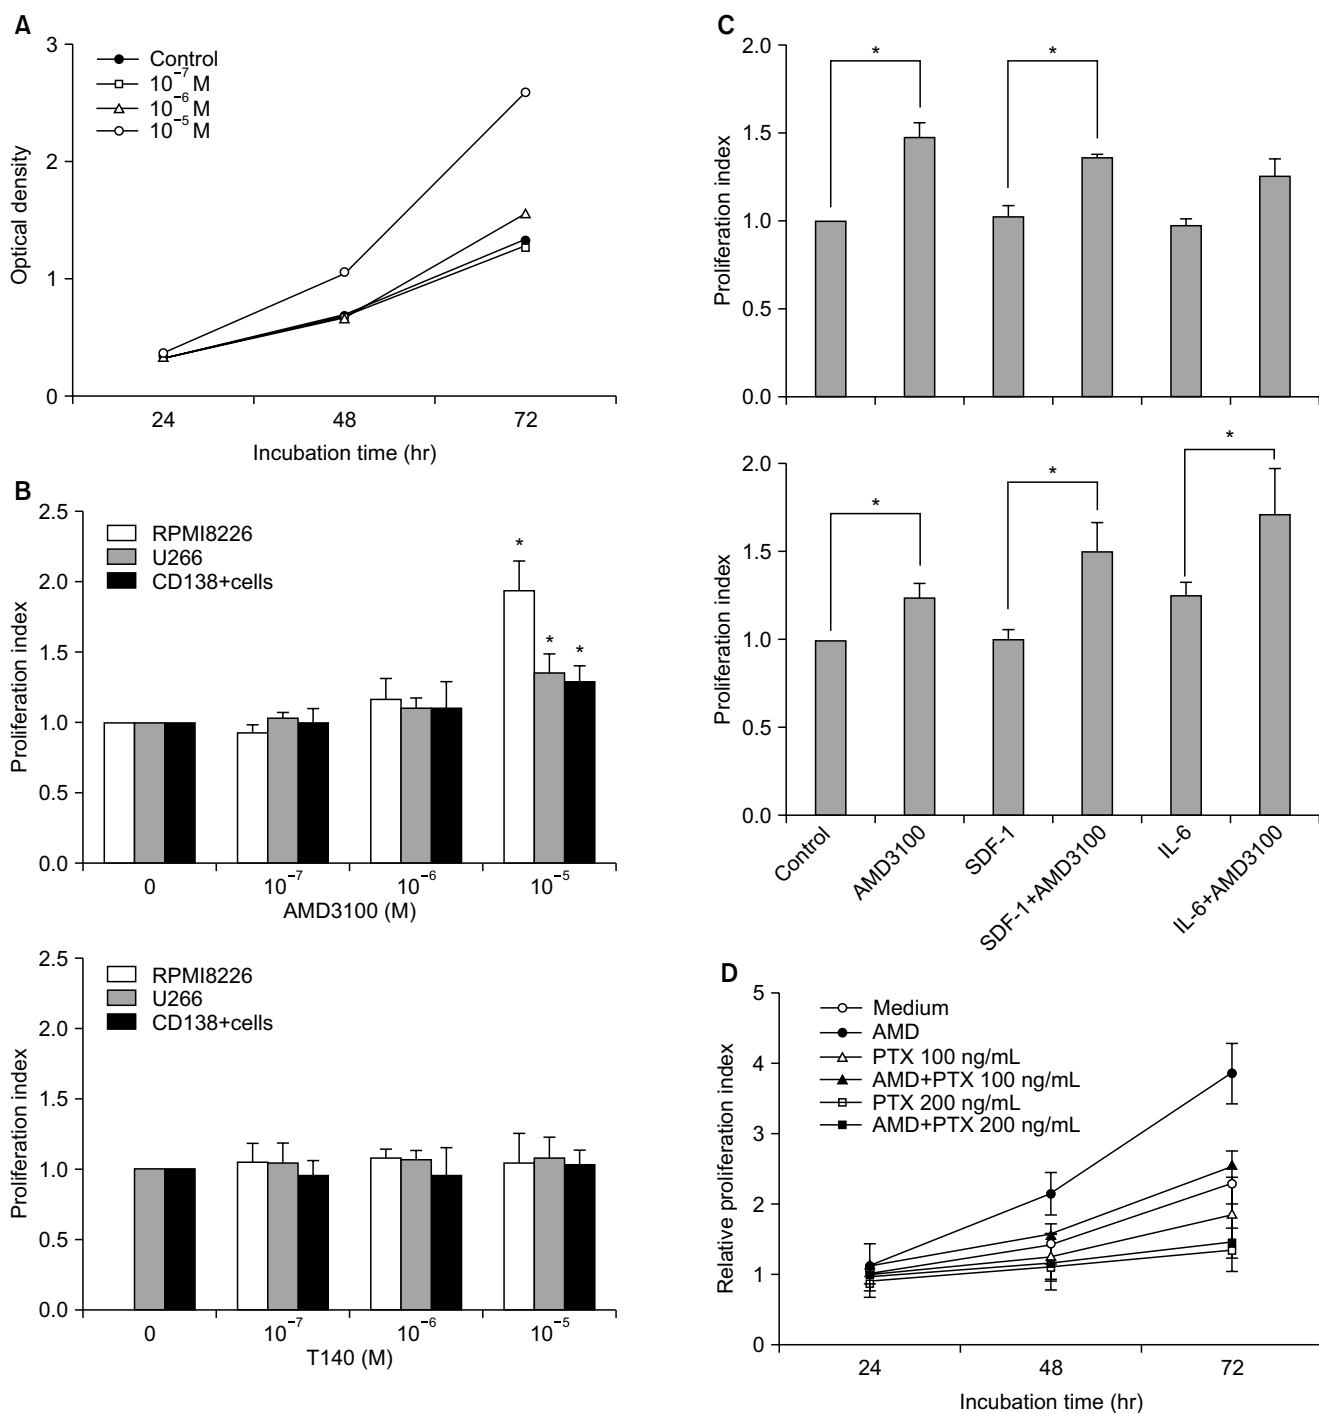 A
3
2
1
0
Optical density
Control
10⁻⁷ M
10⁻⁶ M
10⁻⁵ M
24 48 72
Incubation time (hr)
B
2.5
2.0
1.5
1.0
0.5
0.0
Proliferation index
RPMI8226
U266
CD138+cells
*
*
*
0 10⁻⁷ 10⁻⁶ 10⁻⁵
AMD3100 (M)
2.5
2.0
1.5
1.0
0.5
0.0
Proliferation index
RPMI8226
U266
CD138+cells
0 10⁻⁷ 10⁻⁶ 10⁻⁵
T140 (M)
C
2.0
1.5
1.0
0.5
0.0
Proliferation index
* *
2.0
1.5
1.0
0.5
0.0
Proliferation index
*
*
*
Control
AMD3100
SDF-1
SDF-1+AMD3100
IL-6
IL-6+AMD3100
D
5
4
3
2
1
0
Relative proliferation index
Medium
AMD
PTX 100 ng/mL
AMD+PTX 100 ng/mL
PTX 200 ng/mL
AMD+PTX 200 ng/mL
24 48 72
Incubation time (hr)